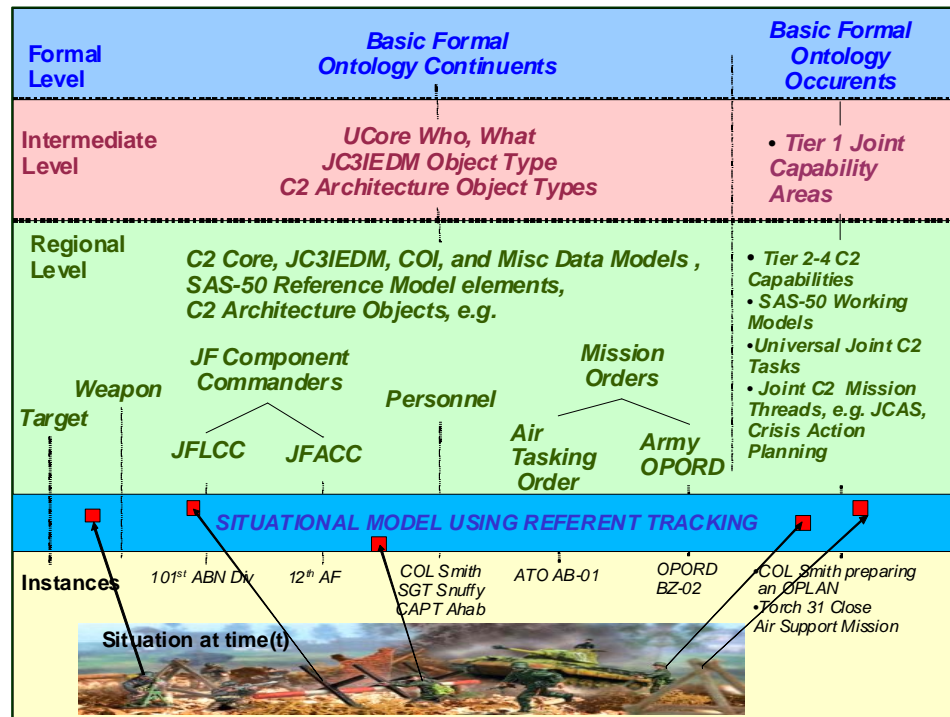 Formal
Level
Basic Formal
Ontology Continuents
Basic Formal
Ontology
Occurents
Intermediate
Level
UCore Who, What
JC3IEDM Object Type
C2 Architecture Object Types
• Tier 1 Joint
Capability
Areas
Regional
Level
C2 Core, JC3IEDM, COI, and Misc Data Models ,
SAS-50 Reference Model elements,
C2 Architecture Objects, e.g.
• Tier 2-4 C2
Capabilities
• SAS-50 Working
Models
•Universal Joint C2
Tasks
• Joint C2 Mission
Threads, e.g. JCAS,
Crisis Action
Planning
JF Component
Commanders
Mission
Orders
Weapon
Personnel
Target
JFLCC
JFACC
Air
Tasking
Order
Army
OPORD
SITUATIONAL MODEL USING REFERENT TRACKING
Instances
101st ABN Div
12th AF
COL Smith
SGT Snuffy
CAPT Ahab
ATO AB-01
OPORD
BZ-02
•COL Smith preparing
an OPLAN
•Torch 31 Close
Air Support Mission
Situation at time(t)